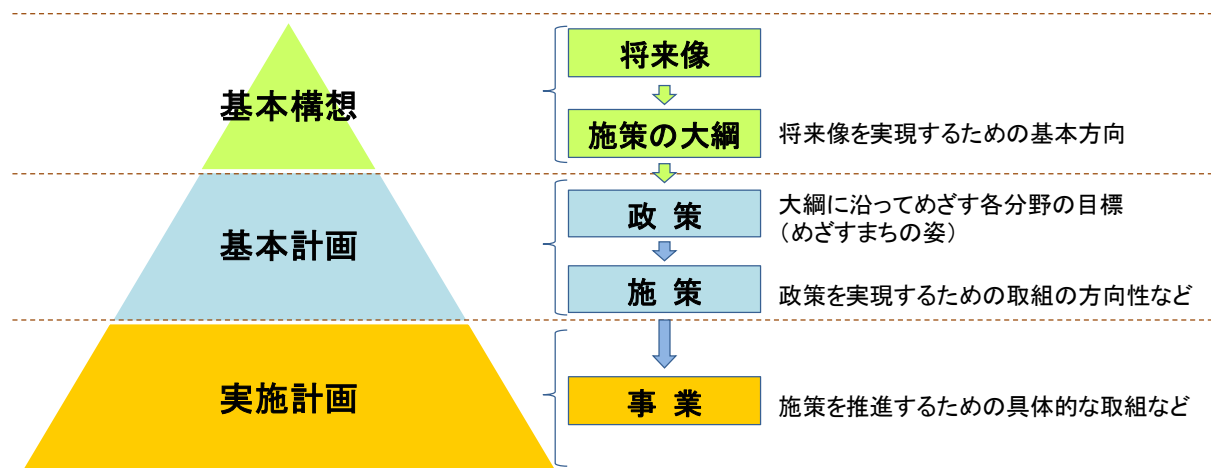 基本構想
将来像
施策の大綱
将来像を実現するための基本方向
基本計画
政 策
大綱に沿ってめざす各分野の目標
（めざすまちの姿）
施 策
政策を実現するための取組の方向性など
実施計画
事 業
施策を推進するための具体的な取組など